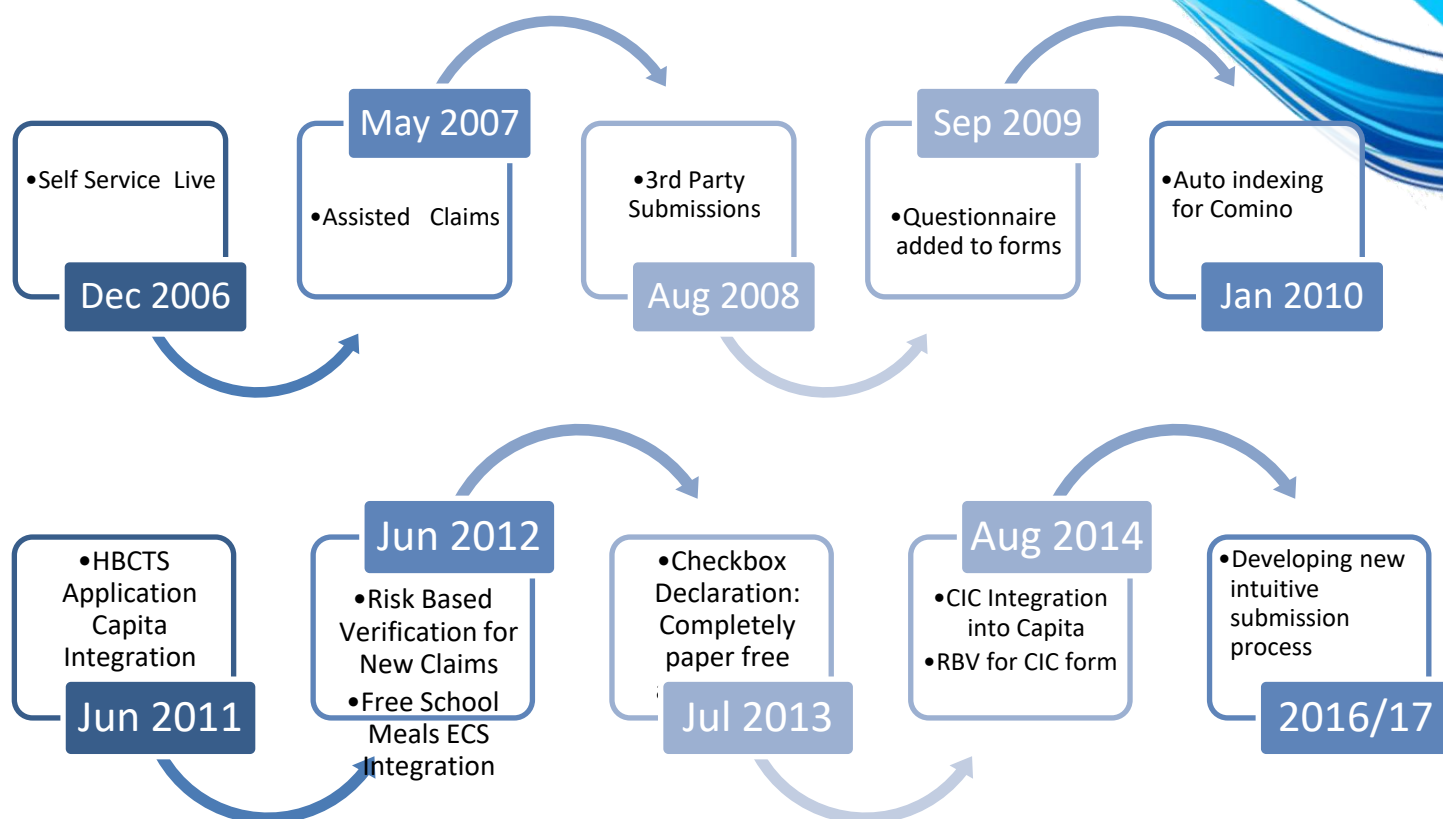 •Self Service Live
Dec 2006
May 2007
•Assisted Claims
•3rd Party
Submissions
Aug 2008
Sep 2009
•Questionnaire
added to forms
•Auto indexing
for Comino
Jan 2010
•HBCTS
Application
Capita
Integration
Jun 2011
Jun 2012
•Risk Based
Verification for
New Claims
•Free School
Meals ECS
Integration
•Checkbox
Declaration:
Completely
paper free
Jul 2013
Aug 2014
•CIC Integration
into Capita
•RBV for CIC form
•Developing new
intuitive
submission
process
2016/17